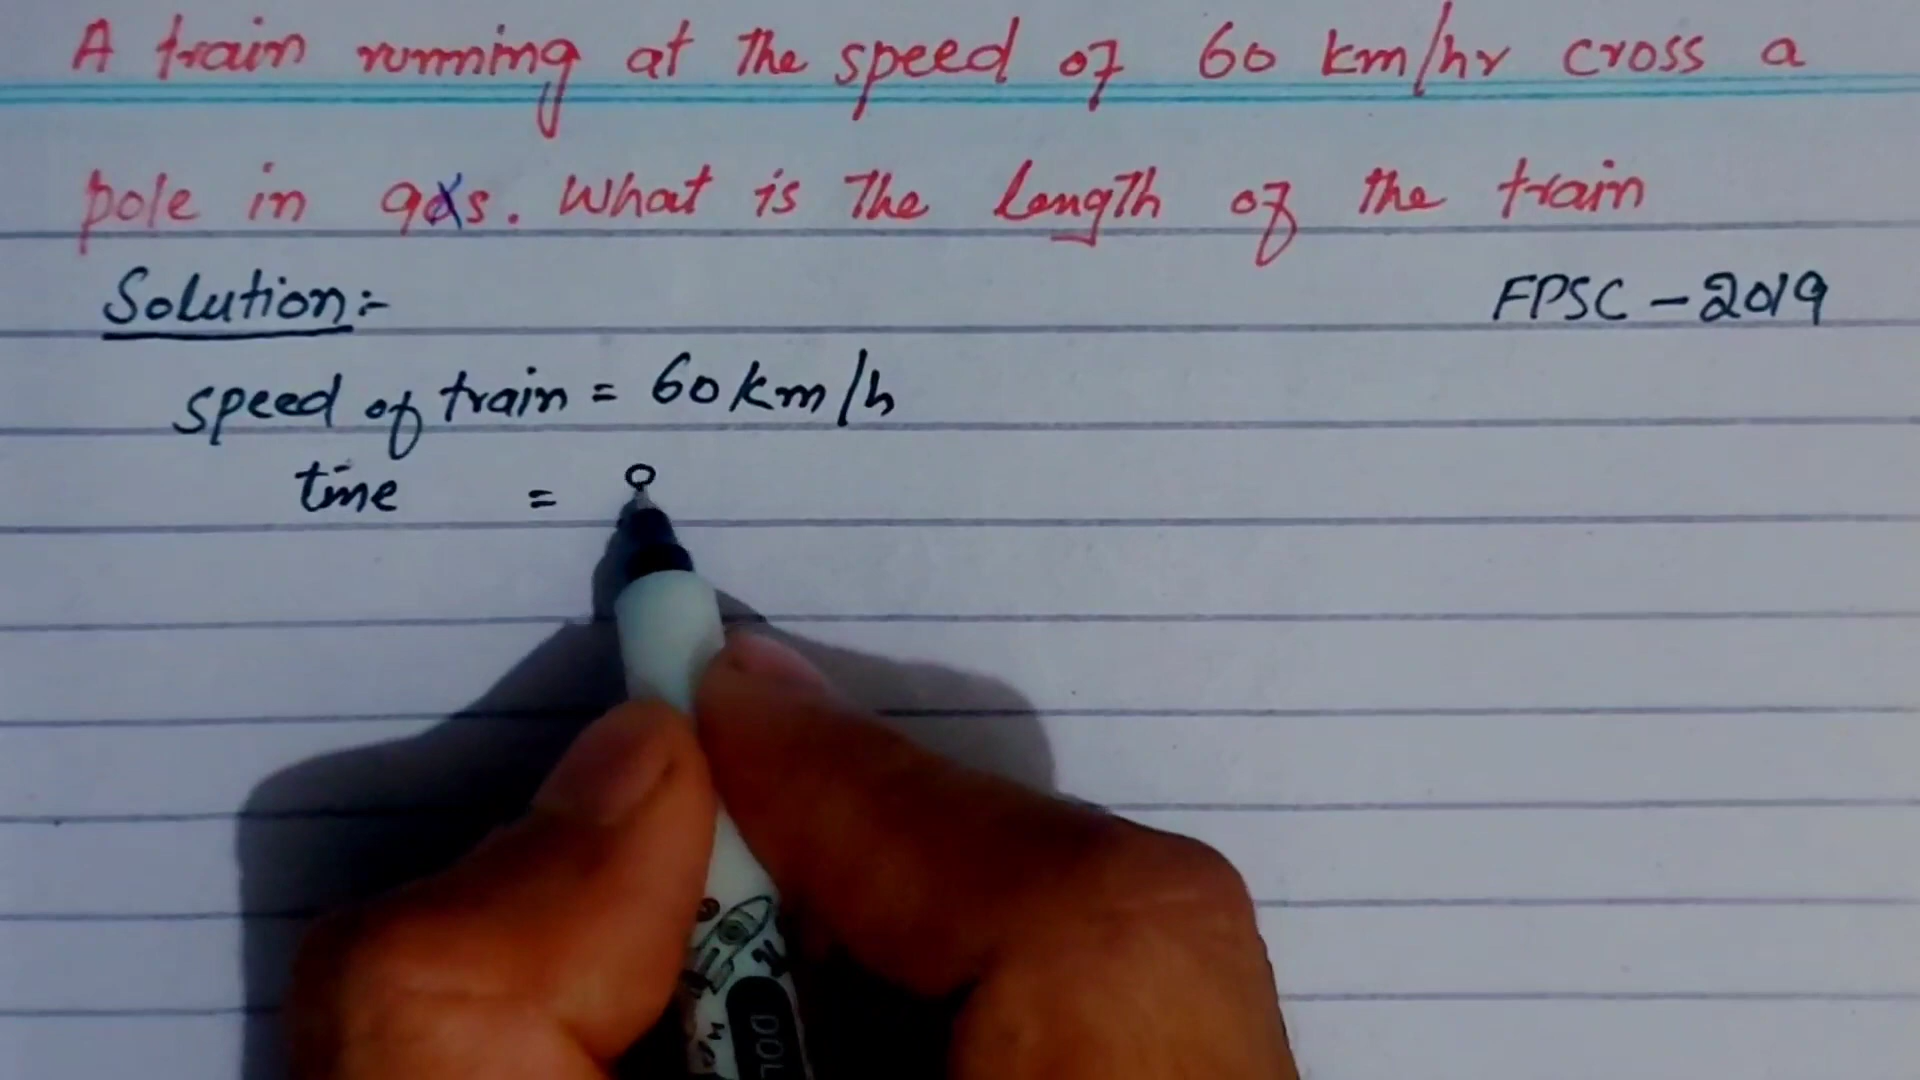 A train running at the speed of 60 km/hr cross a
pole in 9s. What is the length of the train
Solution:-
FPSC - 2019
speed of train = 60 km/h
time =
DOL